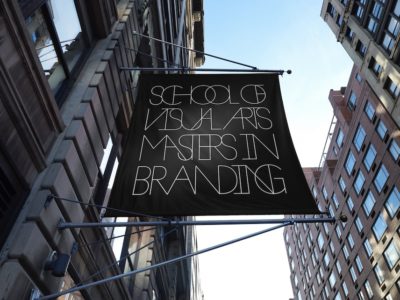 SCHOOL OF
VISUAL ARTS
MASTERS IN
BRANDING